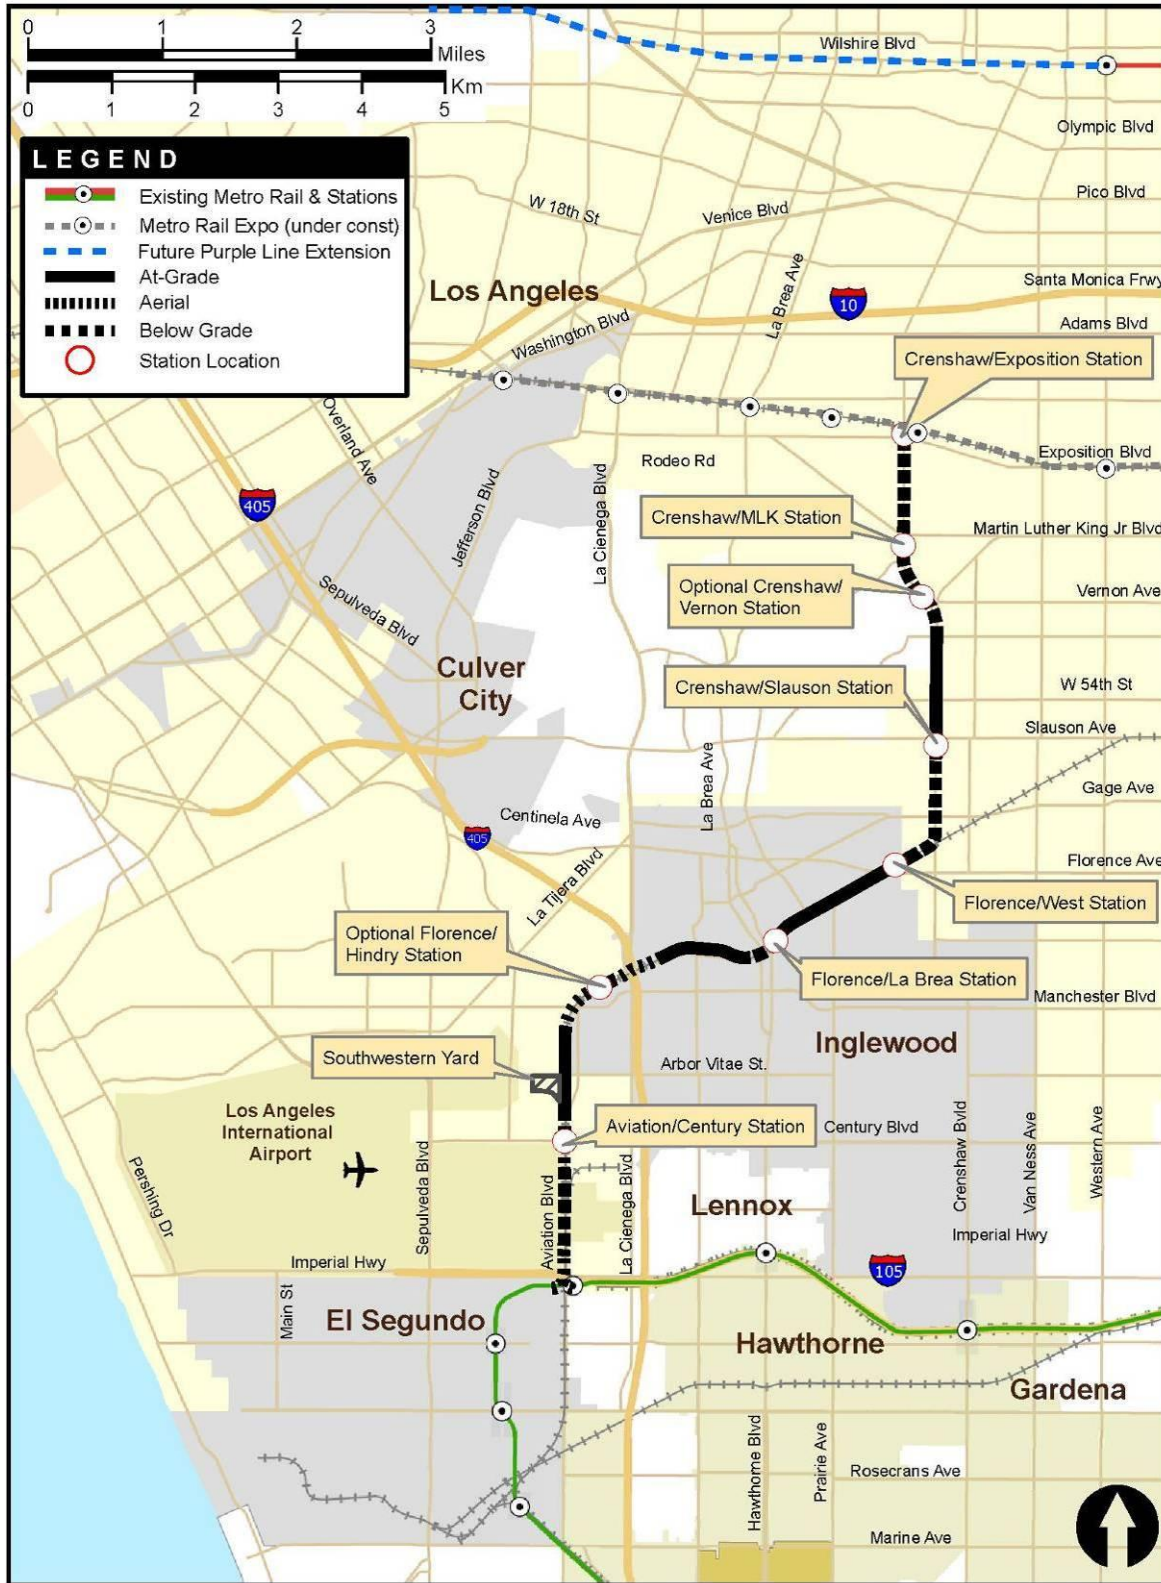 0 1 2 3
Miles
Km
0 1 2 3 4 5
LEGEND
Existing Metro Rail & Stations
Metro Rail Expo (under const)
Future Purple Line Extension
At-Grade
Aerial
Below Grade
Station Location
Wilshire Blvd
Olympic Blvd
Pico Blvd
W 18th St
Venice Blvd
La Brea Ave
Santa Monica Frwy
Los Angeles
10
Adams Blvd
Washington Blvd
Crenshaw/Exposition Station
Overland Ave
Exposition Blvd
Rodeo Rd
405
Jefferson Blvd
La Cienega Blvd
Crenshaw/MLK Station
Martin Luther King Jr Blvd
Optional Crenshaw/
Vernon Station
Vernon Ave
Sepulveda Blvd
Culver
City
Crenshaw/Slauson Station
W 54th St
Slauson Ave
La Brea Ave
Gage Ave
Centinela Ave
405
La Tijera Blvd
Florence Ave
Florence/West Station
Optional Florence/
Hindry Station
Florence/La Brea Station
Manchester Blvd
Inglewood
Southwestern Yard
Arbor Vitae St.
Los Angeles
International
Airport
Aviation/Century Station
Century Blvd
Pershing Dr
Sepulveda Blvd
Aviation Blvd
La Cienega Blvd
Crenshaw Bvld
Van Ness Ave
Western Ave
Lennox
Imperial Hwy
Imperial Hwy
105
Main St
El Segundo
Hawthorne
Gardena
Hawthorne Blvd
Prairie Ave
Rosecrans Ave
Marine Ave